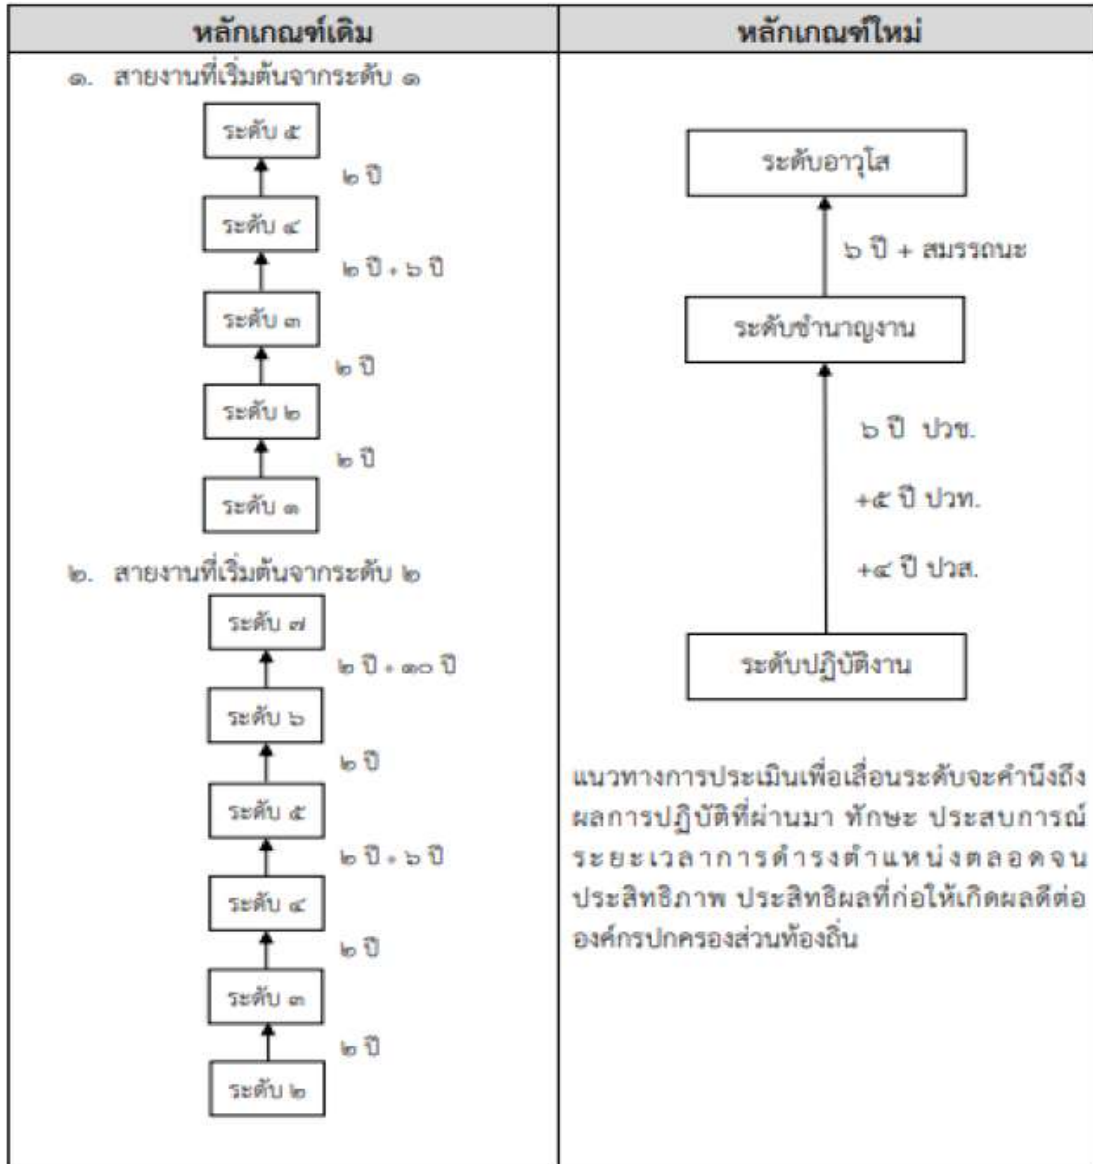 หลักเกณฑ์เดิม
หลักเกณฑ์ใหม่
๑. สายงานที่เริ่มต้นจากระดับ ๑
ระดับ ๕
๒ ปี
ระดับ ๔
๒ ปี + ๖ ปี
ระดับ ๓
๒ ปี
ระดับ ๒
๒ ปี
ระดับ ๑
๒. สายงานที่เริ่มต้นจากระดับ ๒
ระดับ ๗
๒ ปี + ๑๐ ปี
ระดับ ๖
๒ ปี
ระดับ ๕
๒ ปี + ๖ ปี
ระดับ ๔
๒ ปี
ระดับ ๓
๒ ปี
ระดับ ๒
ระดับอาวุโส
๖ ปี + สมรรถนะ
ระดับชำนาญงาน
๖ ปี ปวช.
+๕ ปี ปวท.
+๔ ปี ปวส.
ระดับปฏิบัติงาน
แนวทางการประเมินเพื่อเลื่อนระดับจะคำนึงถึง
ผลการปฏิบัติที่ผ่านมา ทักษะ ประสบการณ์
ระยะเวลาการดำรงตำแหน่งตลอดจน
ประสิทธิภาพ ประสิทธิผลที่ก่อให้เกิดผลดีต่อ
องค์กรปกครองส่วนท้องถิ่น